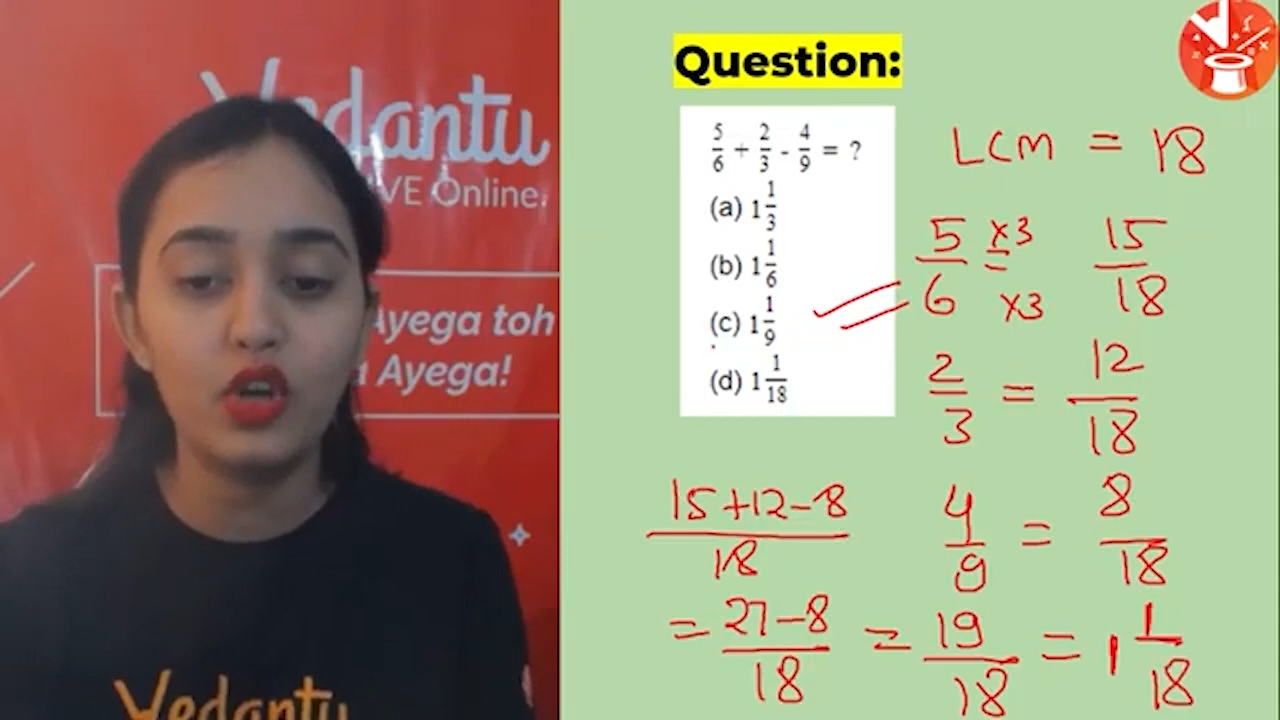 Vedantu
LIVE Online.
Ayega toh
Ayega!
Vedantu
Question:
5/6 + 2/3 - 4/9 = ?
(a) 1 1/3
(b) 1 1/6
(c) 1 1/9
(d) 1 1/18
LCM = 18
5/6 ×3/×3 15/18
2/3 = 12/18
4/9 = 8/18
15+12-8/18
= 27-8/18 = 19/18 = 1 1/18